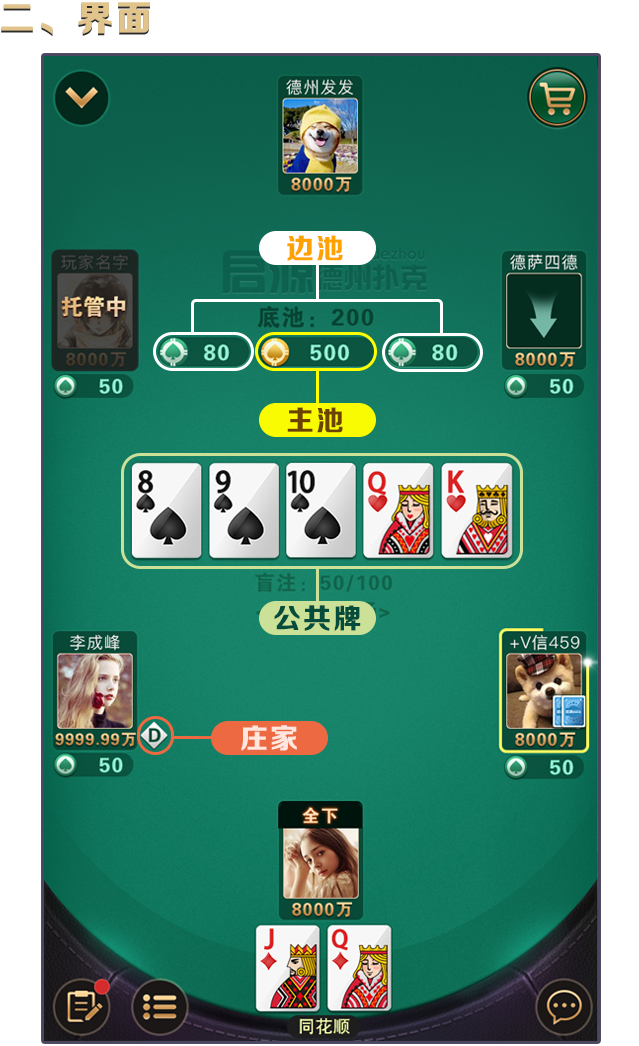 二、界面
德州发发
8000万
边池
玩家名字
托管中
8000万
50
底池：200
80
500
80
德萨四德
8000万
50
主池
8
9
10
Q
K
盲注：50/100
公共牌
李成峰
9999.99万
50
D
庄家
+V信459
8000万
50
全下
8000万
J
Q
同花顺